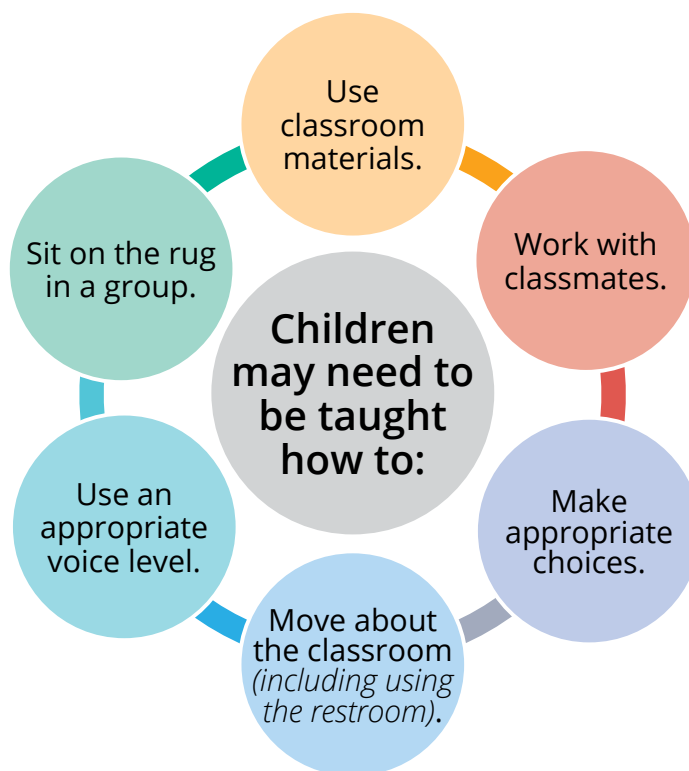 Children
may need to
be taught
how to:
Use
classroom
materials.
Work with
classmates.
Make
appropriate
choices.
Move about
the classroom
(including using
the restroom).
Use an
appropriate
voice level.
Sit on the rug
in a group.